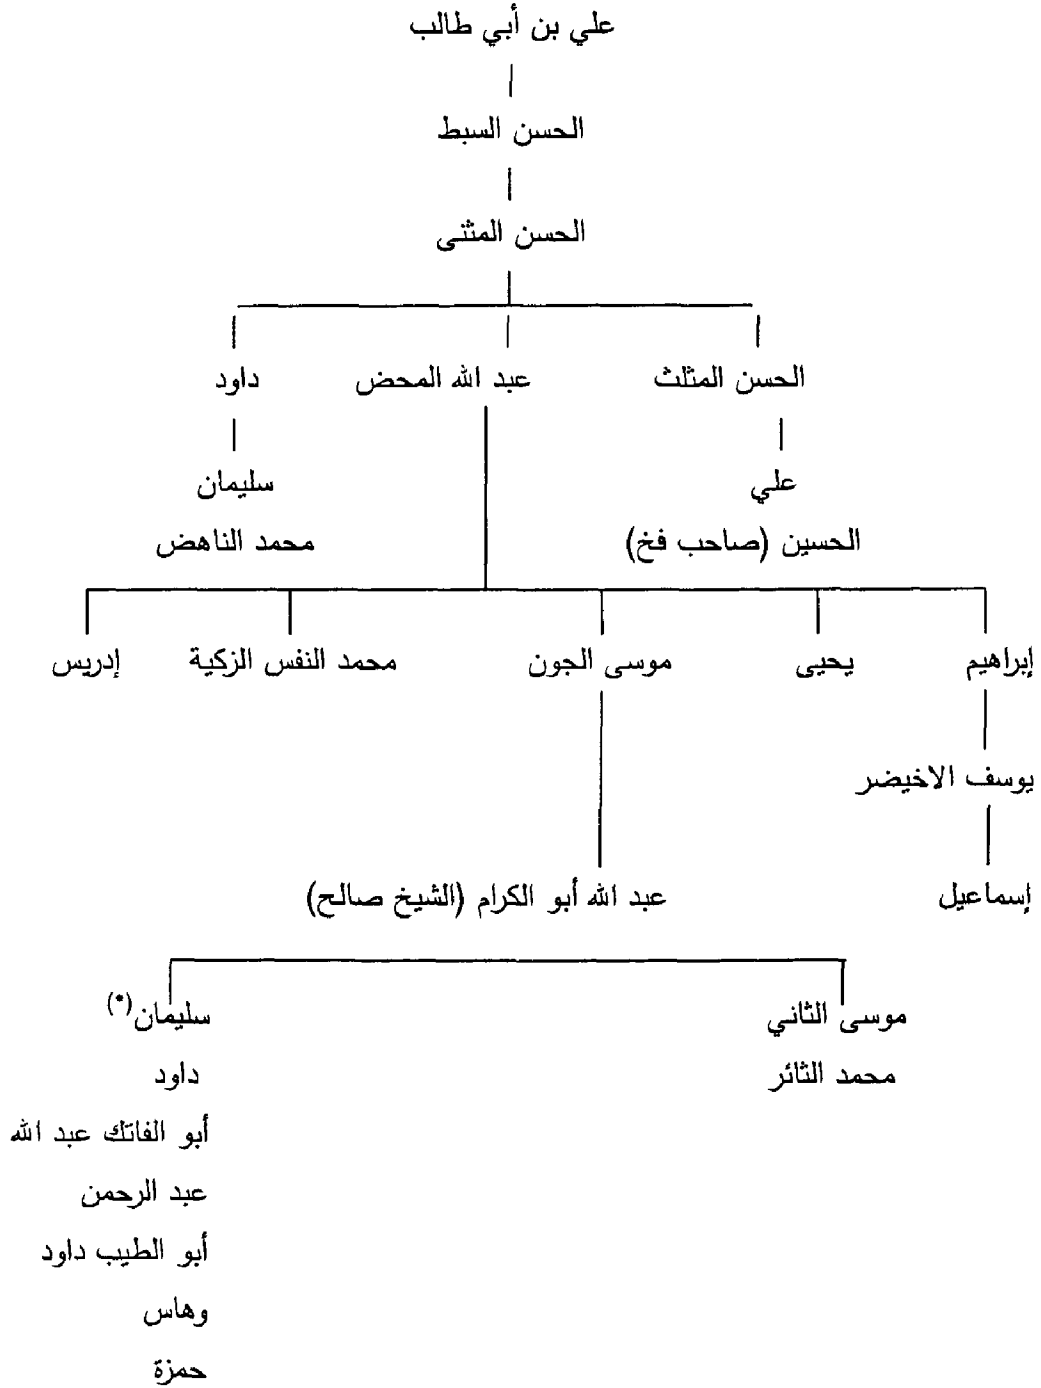 علي بن أبي طالب
الحسن السبط
الحسن المثنى
الحسن المثلث
عبد الله المحض
داود
علي
سليمان
الحسين (صاحب فخ)
محمد الناهض
إبراهيم
يحيى
موسى الجون
محمد النفس الزكية
إدريس
يوسف الاخيضر
إسماعيل
عبد الله أبو الكرام (الشيخ صالح)
موسى الثاني
سليمان(*)
محمد الثائر
داود
أبو الفاتك عبد الله
عبد الرحمن
أبو الطيب داود
وهاس
حمزة